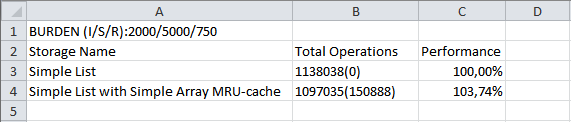 A B C D
1 BURDEN (I/S/R):2000/5000/750
2 Storage Name Total Operations Performance
3 Simple List 1138038(0) 100,00%
4 Simple List with Simple Array MRU-cache 1097035(150888) 103,74%
5